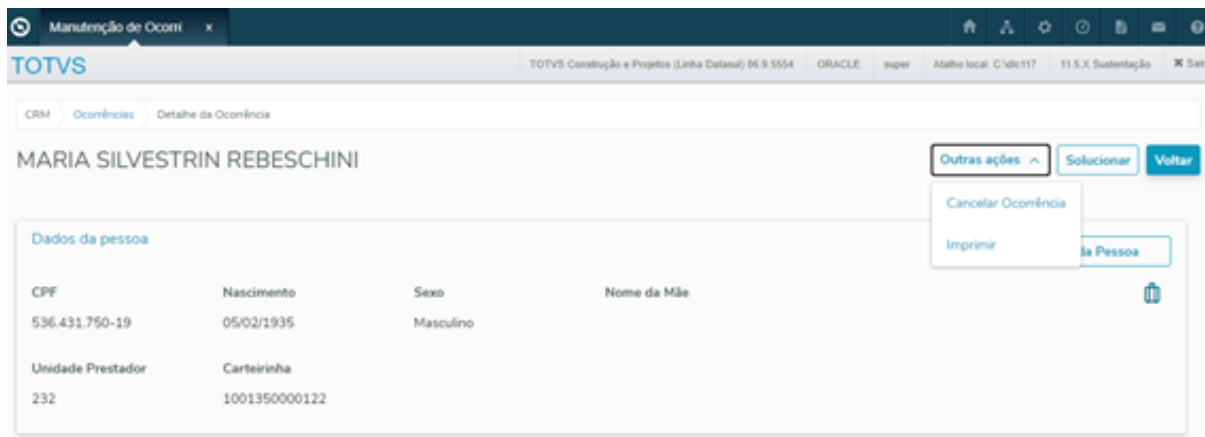 Manutenção de Ocorrí x
TOTVS
TOTVS Construção e Projetos (Linha Datasul) 06.9.5554 ORACLE super Atalho local: C:\dlc117 11.5.X Sustentação Sair
CRM Ocorrências Detalhe da Ocorrência
MARIA SILVESTRIN REBESCHINI
Outras ações Solucionar Voltar
Cancelar Ocorrência
Imprimir
Dados da pessoa
da Pessoa
CPF Nascimento Sexo Nome da Mãe
536.431.750-19 05/02/1935 Masculino
Unidade Prestador Carteirinha
232 1001350000122